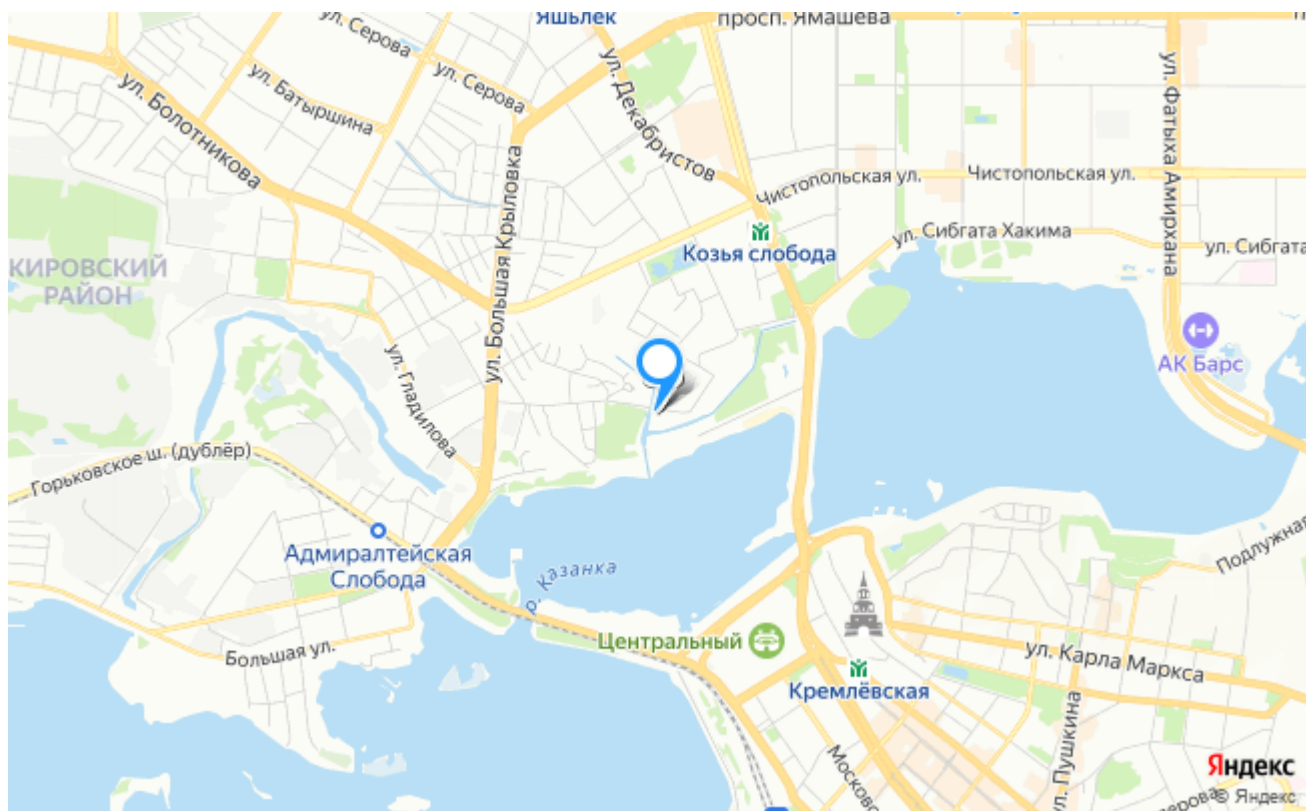 Яшьлек
просп. Ямашева
ул. Серова
ул. Серова
ул. Батыршина
ул. Болотникова
ул. Декабристов
ул. Фатыха Амирхана
Чистопольская ул.
Чистопольская ул.
ул. Большая Крыловка
Козья слобода
ул. Сибгата Хакима
ул. Сибгата
КИРОВСКИЙ
РАЙОН
ул. Гладилова
АК Барс
Горьковское ш. (дублёр)
Адмиралтейская
Слобода
р. Казанка
Подлужная
Центральный
Большая ул.
ул. Карла Маркса
Кремлёвская
ул. Пушкина
Московс
Яндекс
© Яндекс